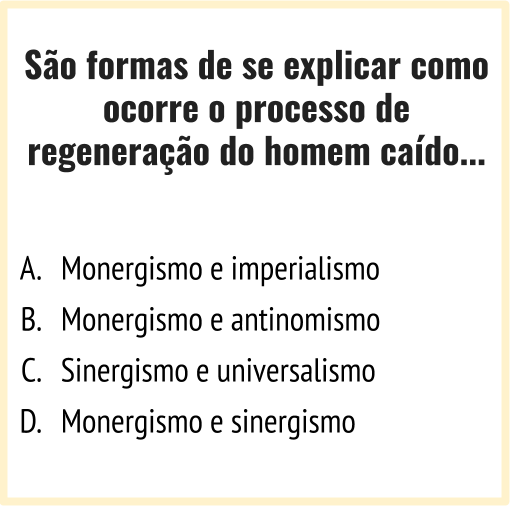 São formas de se explicar como
ocorre o processo de
regeneração do homem caído...
A. Monergismo e imperialismo
B. Monergismo e antinomismo
C. Sinergismo e universalismo
D. Monergismo e sinergismo